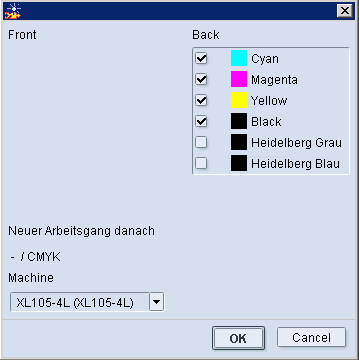 Front
Back
Cyan
Magenta
Yellow
Black
Heidelberg Grau
Heidelberg Blau
Neuer Arbeitsgang danach
- / CMYK
Machine
XL105-4L (XL105-4L)
OK
Cancel